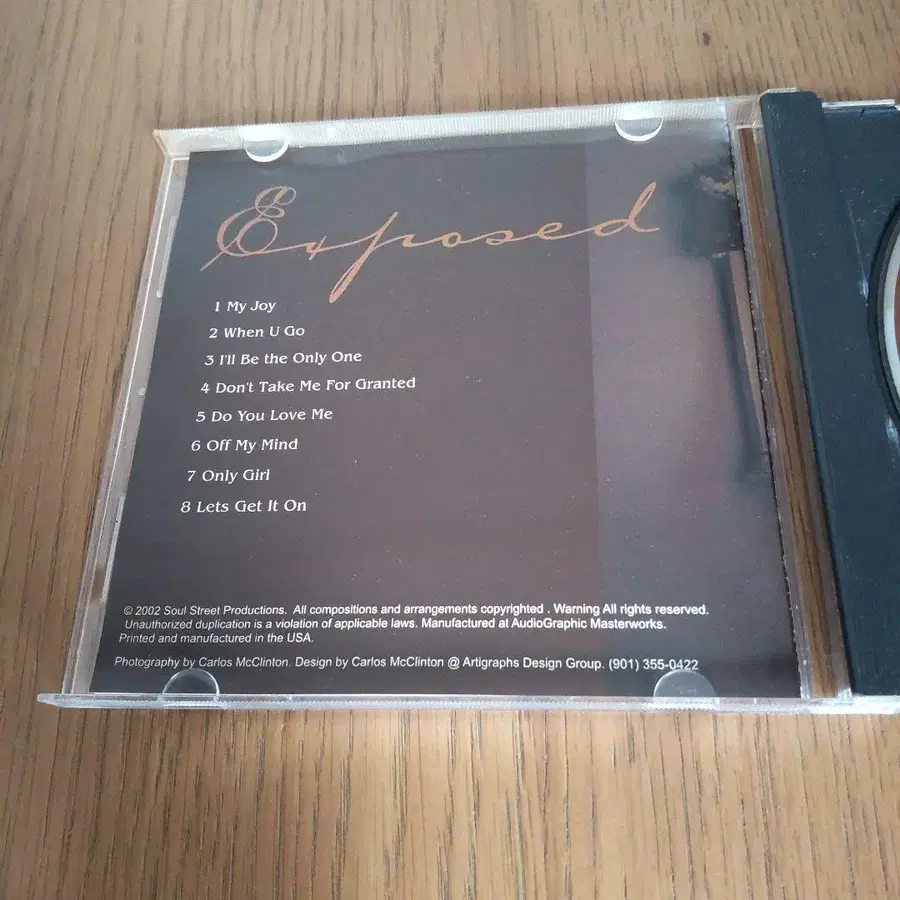 Exposed
1 My Joy
2 When U Go
3 I'll Be the Only One
4 Don't Take Me For Granted
5 Do You Love Me
6 Off My Mind
7 Only Girl
8 Lets Get It On
© 2002 Soul Street Productions. All compositions and arrangements copyrighted . Warning All rights reserved.
Unauthorized duplication is a violation of applicable laws. Manufactured at AudioGraphic Masterworks.
Printed and manufactured in the USA.
Photography by Carlos McClinton. Design by Carlos McClinton @ Artigraphs Design Group. (901) 355-0422